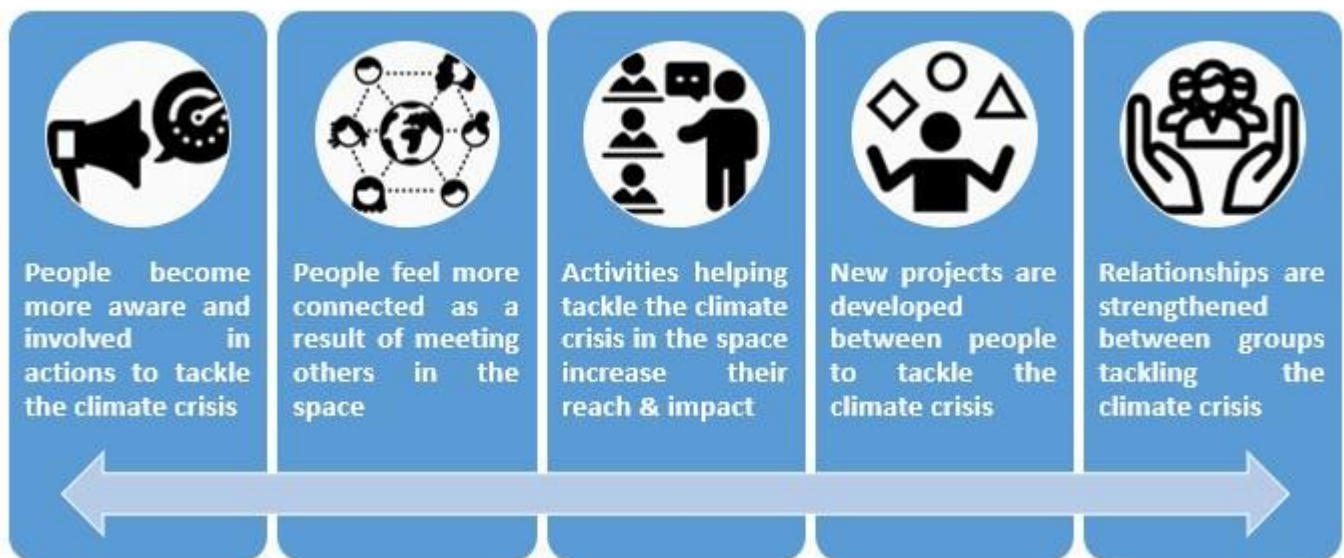 People become
more aware and
involved in
actions to tackle
the climate crisis
People feel more
connected as a
result of meeting
others in the
space
Activities helping
tackle the climate
crisis in the space
increase their
reach & impact
New projects are
developed
between people
to tackle the
climate crisis
Relationships are
strengthened
between groups
tackling the
climate crisis